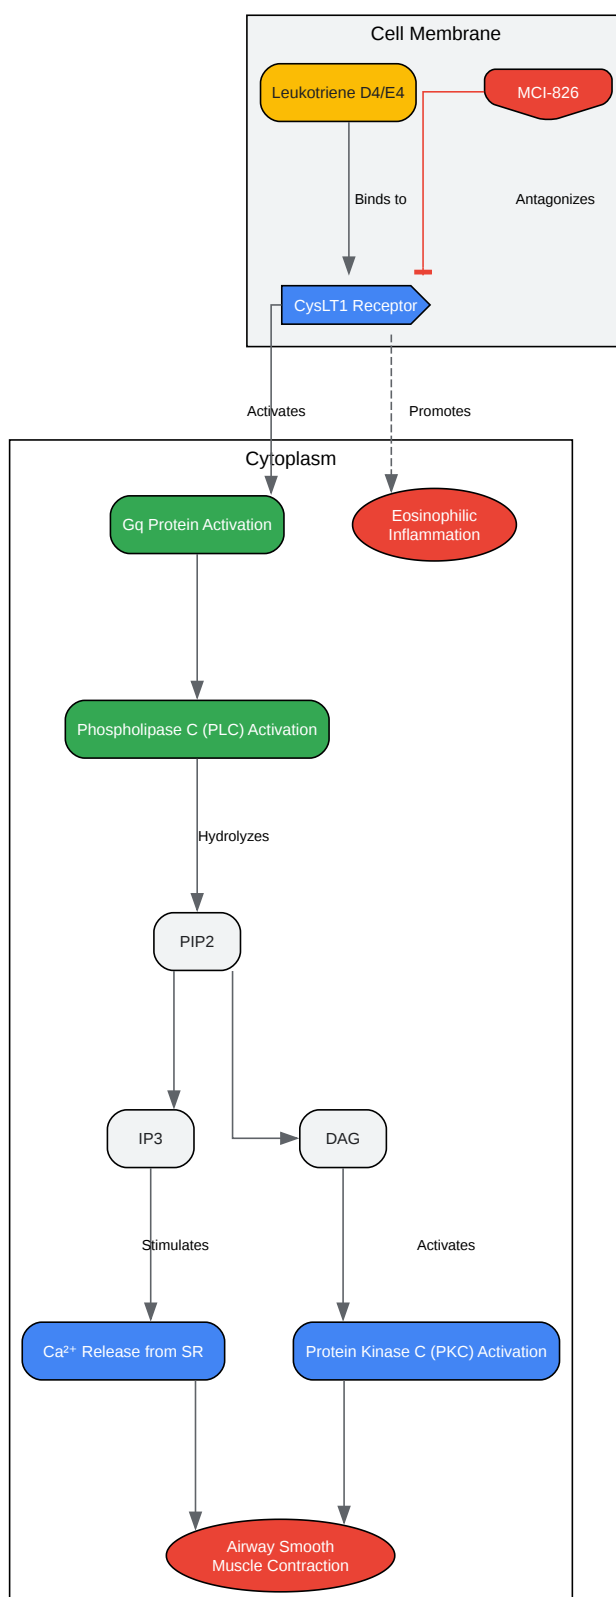 Cell Membrane
Leukotriene D4/E4
MCI-826
Binds to
Antagonizes
CysLT1 Receptor
Activates
Promotes
Cytoplasm
Gq Protein Activation
Eosinophilic
Inflammation
Phospholipase C (PLC) Activation
Hydrolyzes
PIP2
IP3
DAG
Stimulates
Activates
Ca²⁺ Release from SR
Protein Kinase C (PKC) Activation
Airway Smooth
Muscle Contraction